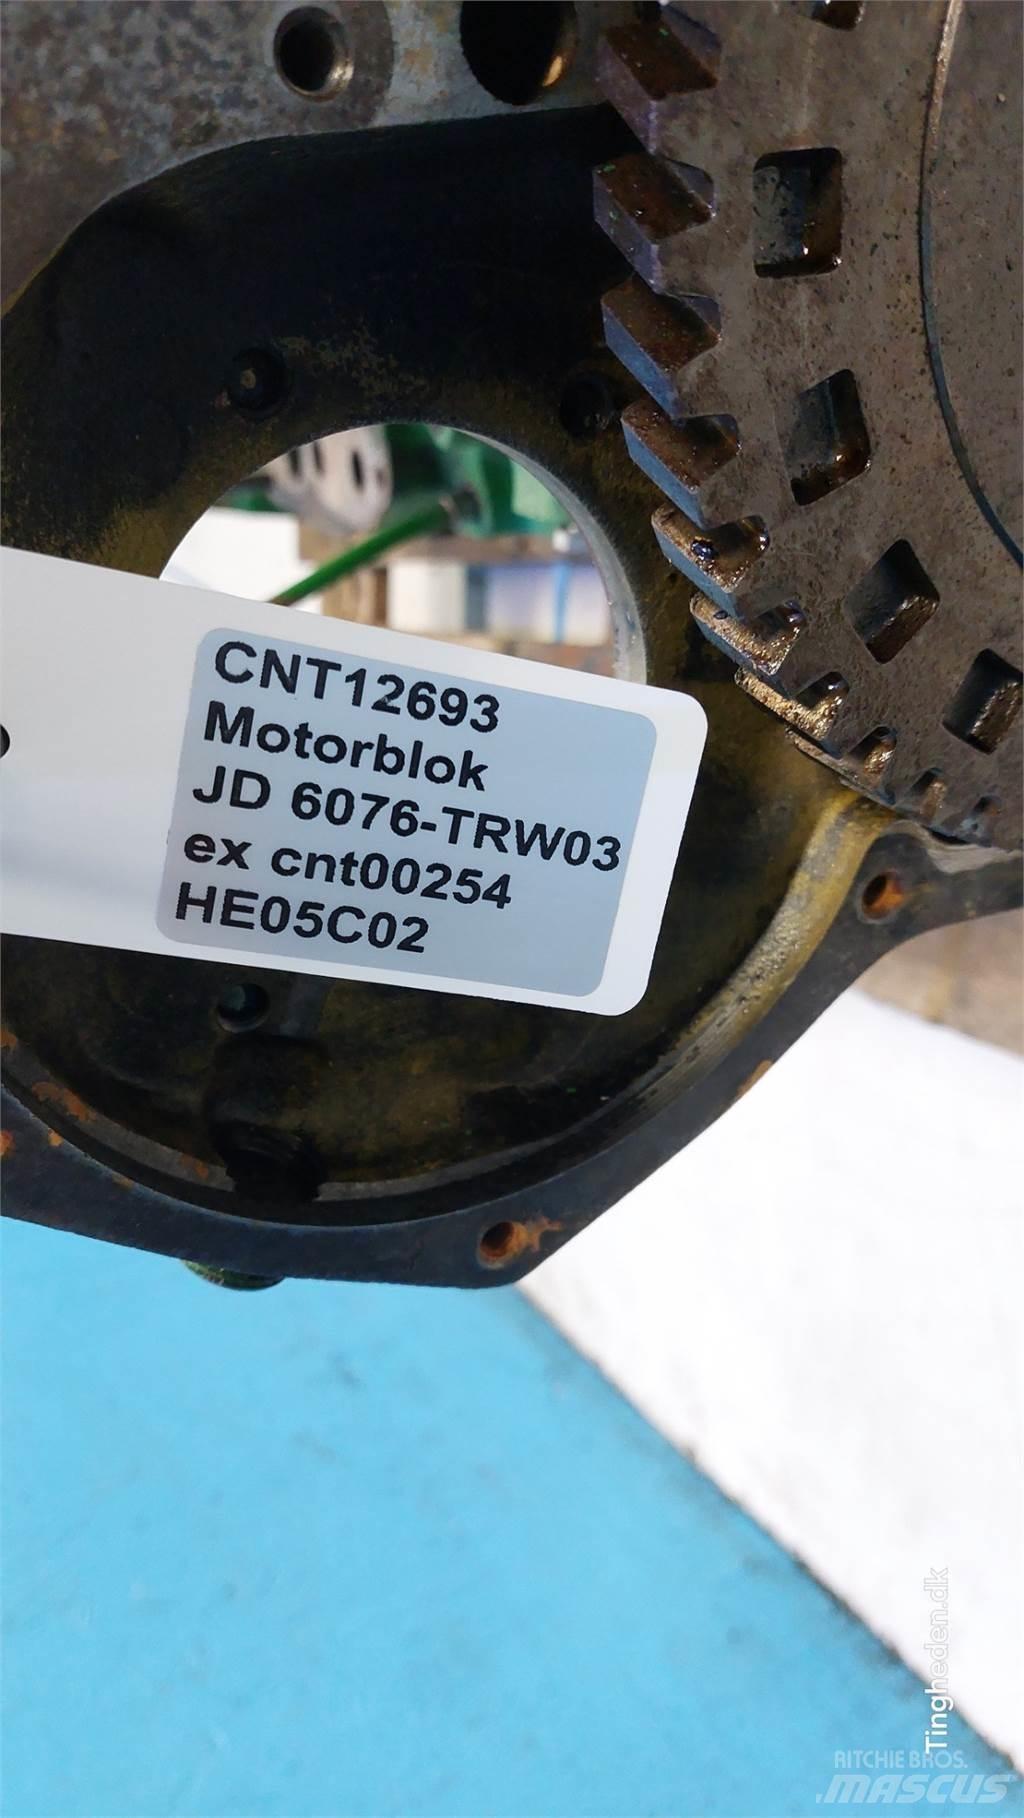 CNT12693
Motorblok
JD 6076-TRW03
ex cnt00254
HE05C02
Tingheden.dk
RITCHIE BROS.
MASCUS